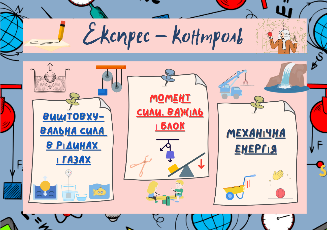 Експрес – Контроль
ВИШТОВХУ–
ВАЛЬНА СИЛА
В РІДИНАХ
І ГАЗАХ
МОМЕНТ
СИЛИ. ВАЖІЛЬ
І БЛОК
МЕХАНІЧНА
ЕНЕРГІЯ